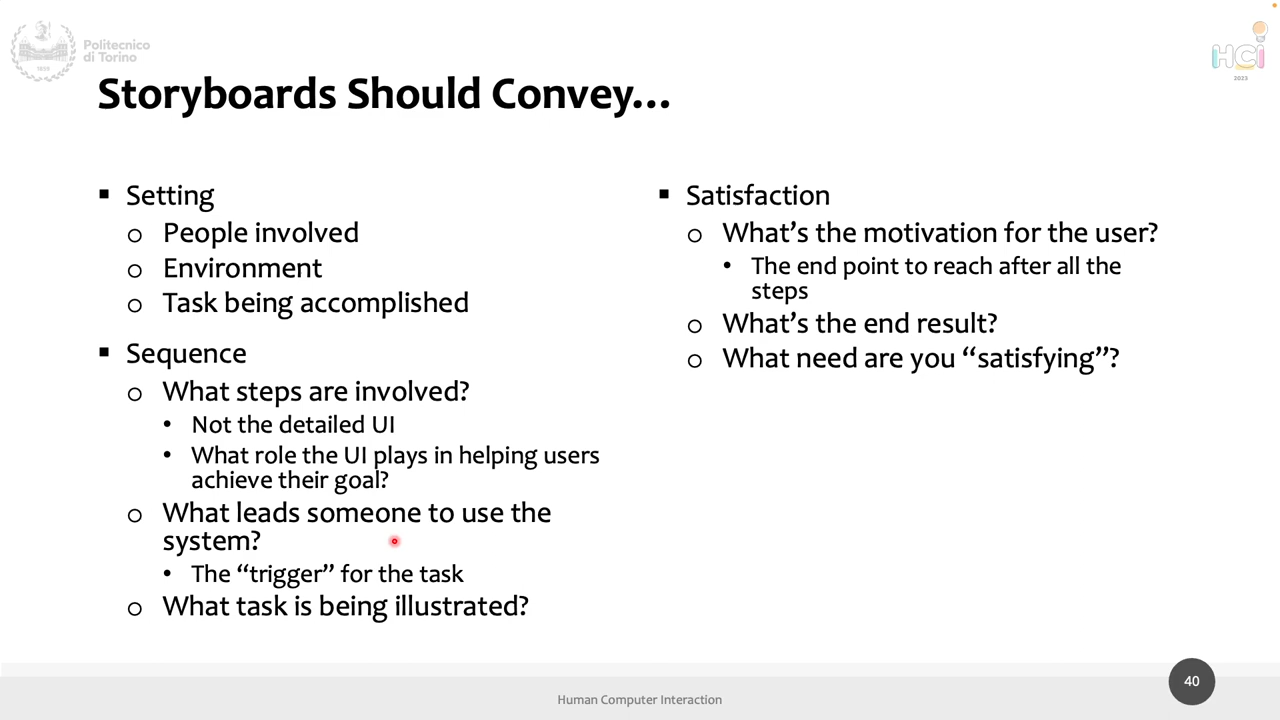 Politecnico
di Torino
1859
HCI
2023
Storyboards Should Convey...
▪ Setting
o People involved
o Environment
o Task being accomplished
▪ Sequence
o What steps are involved?
• Not the detailed UI
• What role the UI plays in helping users
achieve their goal?
o What leads someone to use the
system?
• The “trigger” for the task
o What task is being illustrated?
▪ Satisfaction
o What’s the motivation for the user?
• The end point to reach after all the
steps
o What’s the end result?
o What need are you “satisfying”?
Human Computer Interaction
40